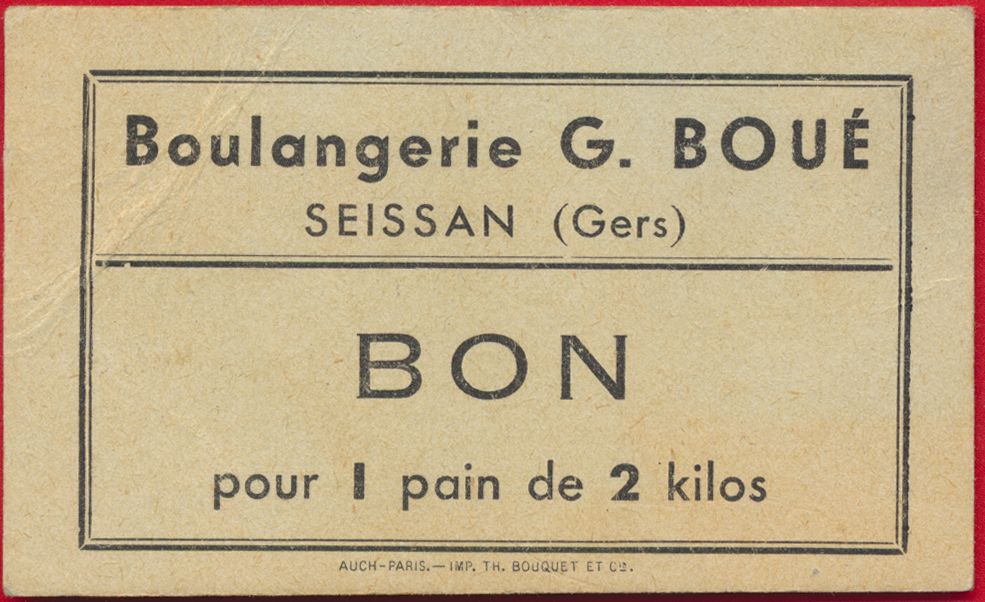 Boulangerie G. BOUÉ
SEISSAN (Gers)
BON
pour 1 pain de 2 kilos
AUCH-PARIS. — IMP. TH. BOUQUET ET Cie.